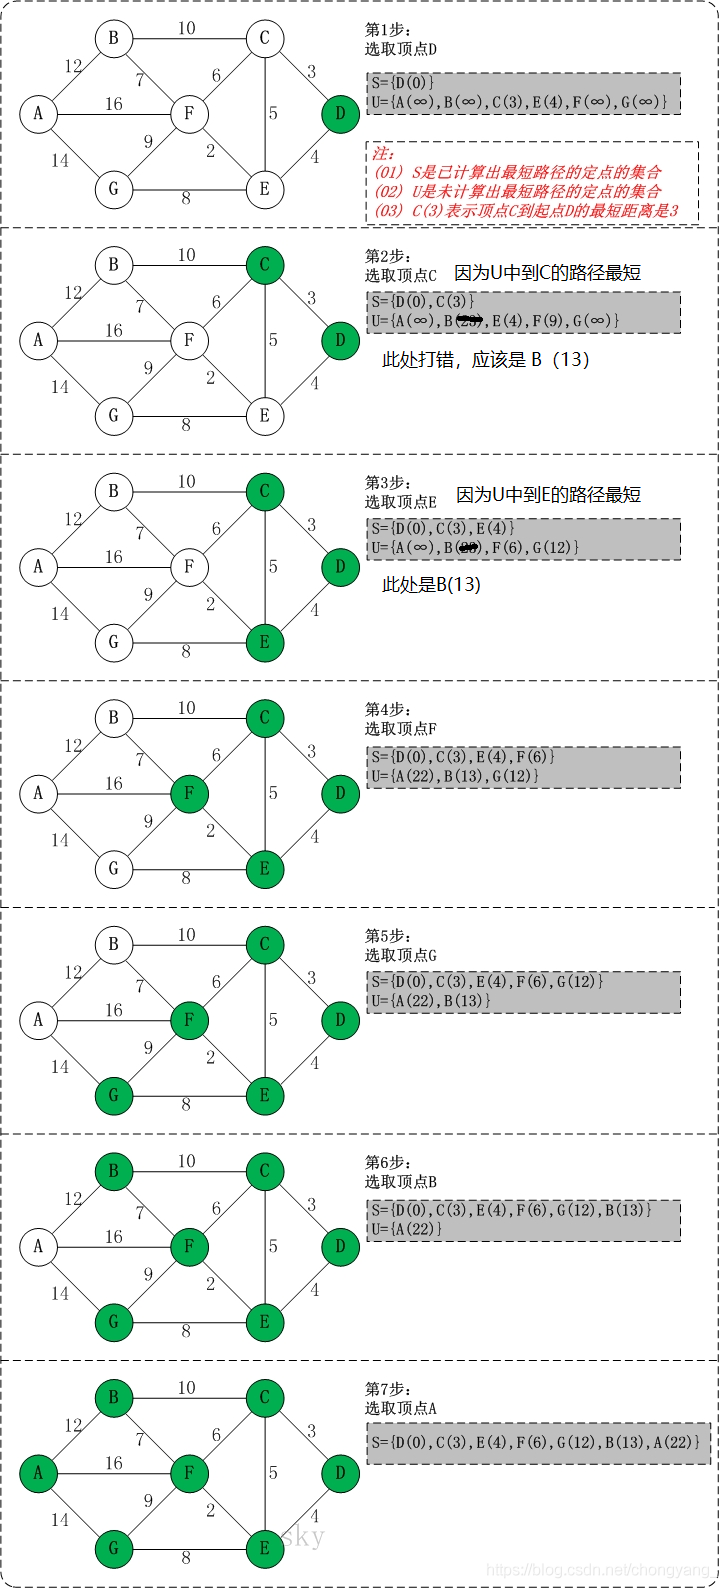 B 10 C
12 7 6 3
A 16 F 5 D
14 9 2 4
G 8 E
第1步：
选取顶点D
S={D(0)}
U={A(∞),B(∞),C(3),E(4),F(∞),G(∞)}
注：
(01) S是已计算出最短路径的定点的集合
(02) U是未计算出最短路径的定点的集合
(03) C(3)表示顶点C到起点D的最短距离是3
B 10 C
12 7 6 3
A 16 F 5 D
14 9 2 4
G 8 E
第2步：
选取顶点C 因为U中到C的路径最短
S={D(0),C(3)}
U={A(∞),B( ),E(4),F(9),G(∞)}
此处打错，应该是 B（13）
B 10 C
12 7 6 3
A 16 F 5 D
14 9 2 4
G 8 E
第3步：
选取顶点E 因为U中到E的路径最短
S={D(0),C(3),E(4)}
U={A(∞),B( ),F(6),G(12)}
此处是B(13)
B 10 C
12 7 6 3
A 16 F 5 D
14 9 2 4
G 8 E
第4步：
选取顶点F
S={D(0),C(3),E(4),F(6)}
U={A(22),B(13),G(12)}
B 10 C
12 7 6 3
A 16 F 5 D
14 9 2 4
G 8 E
第5步：
选取顶点G
S={D(0),C(3),E(4),F(6),G(12)}
U={A(22),B(13)}
B 10 C
12 7 6 3
A 16 F 5 D
14 9 2 4
G 8 E
第6步：
选取顶点B
S={D(0),C(3),E(4),F(6),G(12),B(13)}
U={A(22)}
B 10 C
12 7 6 3
A 16 F 5 D
14 9 2 4
G 8 E
第7步：
选取顶点A
S={D(0),C(3),E(4),F(6),G(12),B(13),A(22)}
sky
https://blog.csdn.net/chongyang_